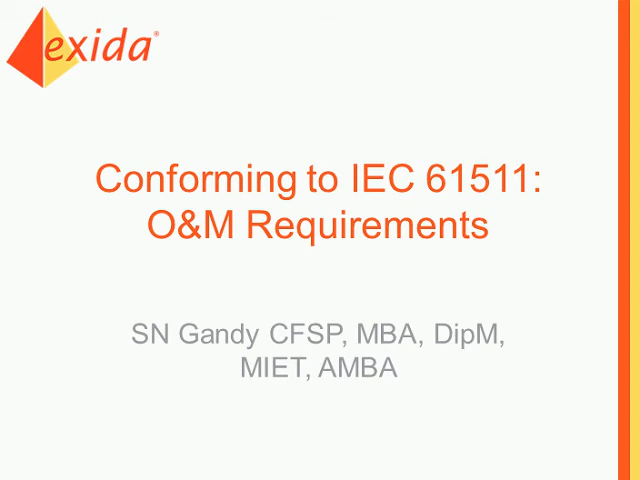 exida®
Conforming to IEC 61511:
O&M Requirements
SN Gandy CFSP, MBA, DipM,
MIET, AMBA